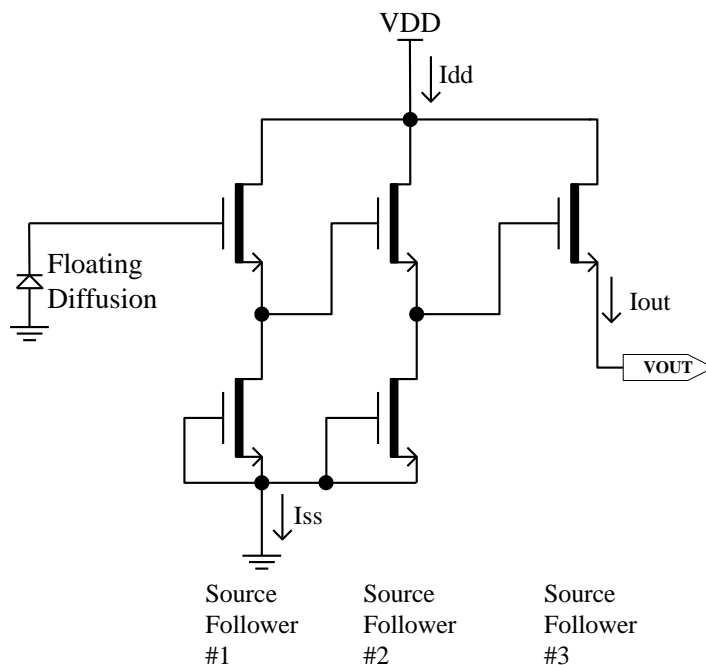 VDD
Idd
Floating
Diffusion
Iout
VOUT
Iss
Source
Follower
#1
Source
Follower
#2
Source
Follower
#3